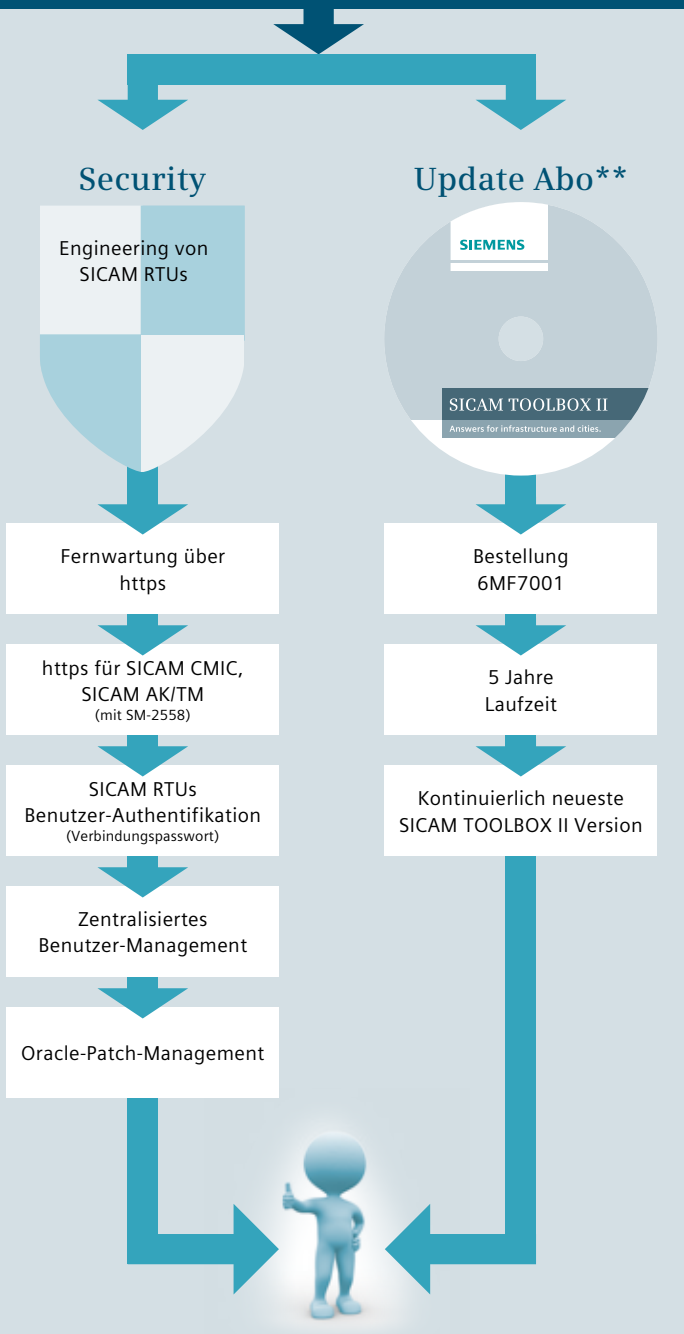 Security
Engineering von
SICAM RTUs
Fernwartung über
https
https für SICAM CMIC,
SICAM AK/TM
(mit SM-2558)
SICAM RTUs
Benutzer-Authentifikation
(Verbindungspasswort)
Zentralisiertes
Benutzer-Management
Oracle-Patch-Management
Update Abo**
SIEMENS
SICAM TOOLBOX II
Answers for infrastructure and cities.
Bestellung
6MF7001
5 Jahre
Laufzeit
Kontinuierlich neueste
SICAM TOOLBOX II Version